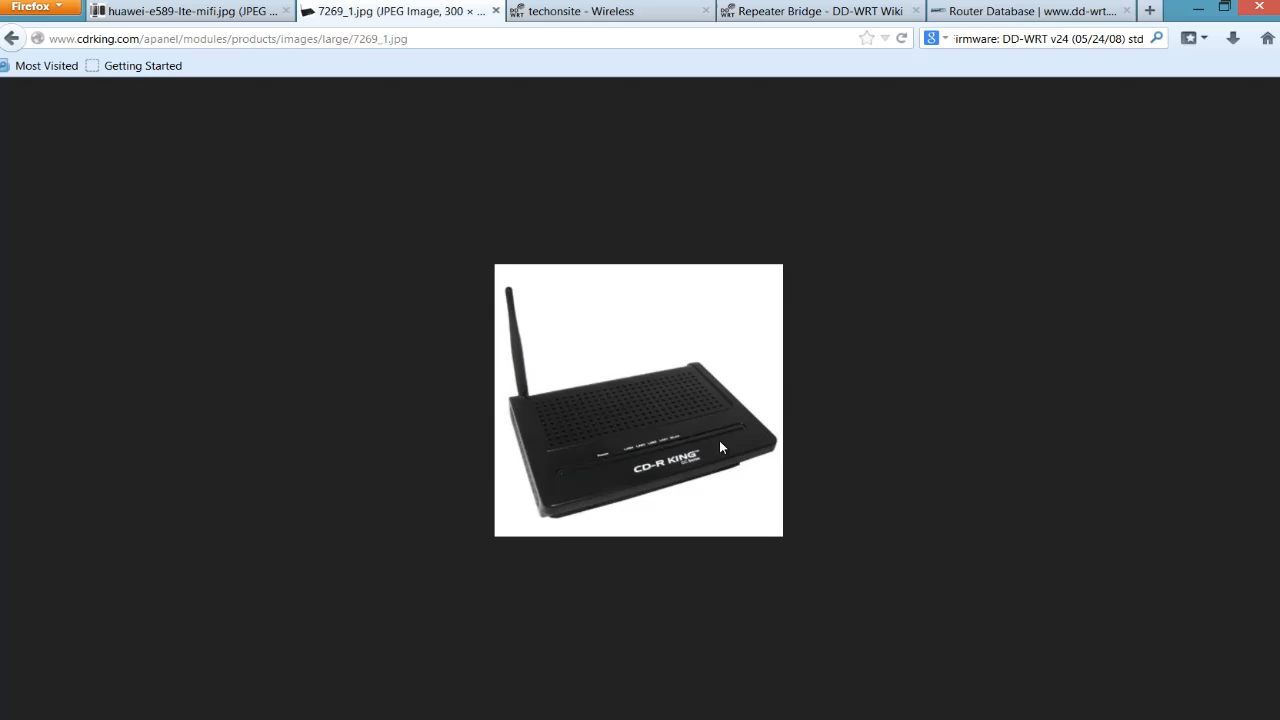 Firefox
huawei-e589-lte-mifi.jpg (JPEG ...
7269_1.jpg (JPEG Image, 300 × ...
techonsite - Wireless
Repeater Bridge - DD-WRT Wiki
Router Database | www.dd-wrt....
www.cdrking.com/apanel/modules/products/images/large/7269_1.jpg
irmware: DD-WRT v24 (05/24/08) std
Most Visited
Getting Started
Power
CD-R KING